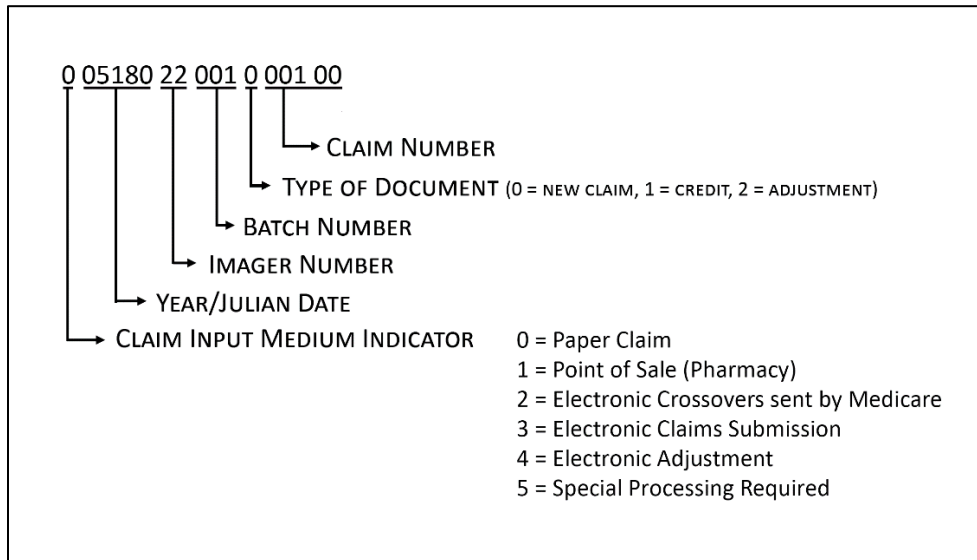 0 05180 22 001 0 001 00
CLAIM NUMBER
TYPE OF DOCUMENT (0 = NEW CLAIM, 1 = CREDIT, 2 = ADJUSTMENT)
BATCH NUMBER
IMAGER NUMBER
YEAR/JULIAN DATE
CLAIM INPUT MEDIUM INDICATOR
0 = Paper Claim
1 = Point of Sale (Pharmacy)
2 = Electronic Crossovers sent by Medicare
3 = Electronic Claims Submission
4 = Electronic Adjustment
5 = Special Processing Required